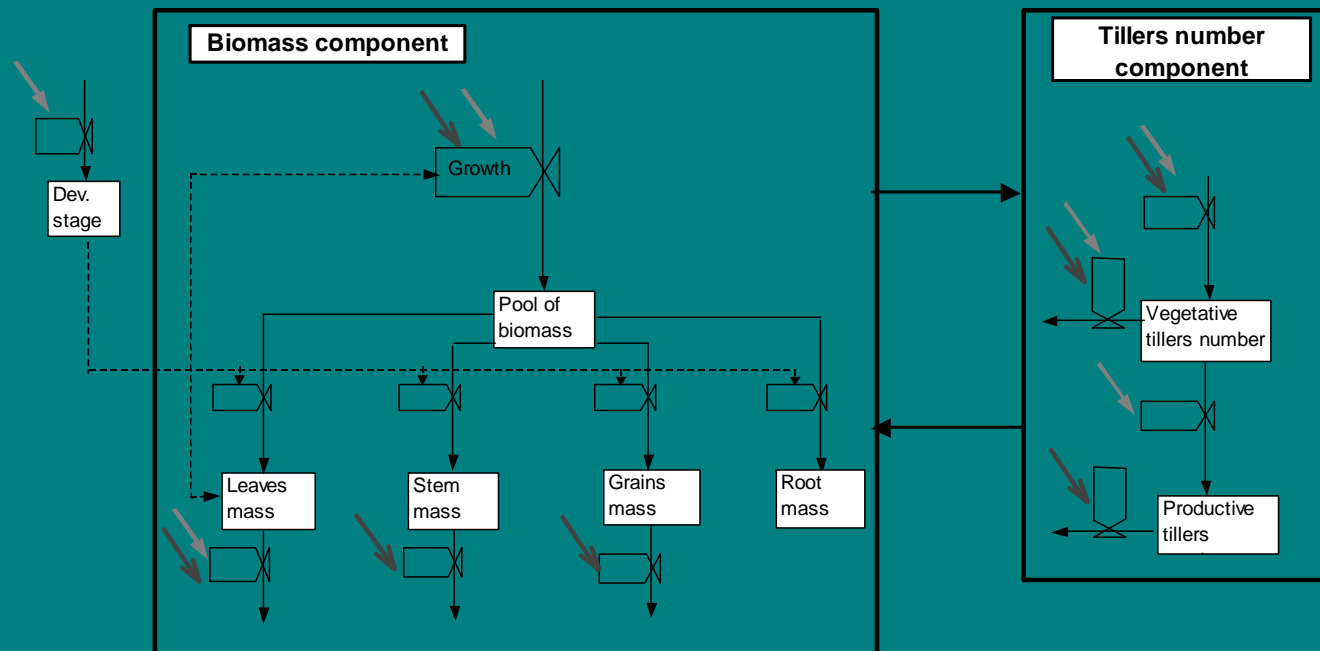 Biomass component
Tillers number
component
Growth
Dev.
stage
Pool of
biomass
Vegetative
tillers number
Leaves
mass
Stem
mass
Grains
mass
Root
mass
Productive
tillers